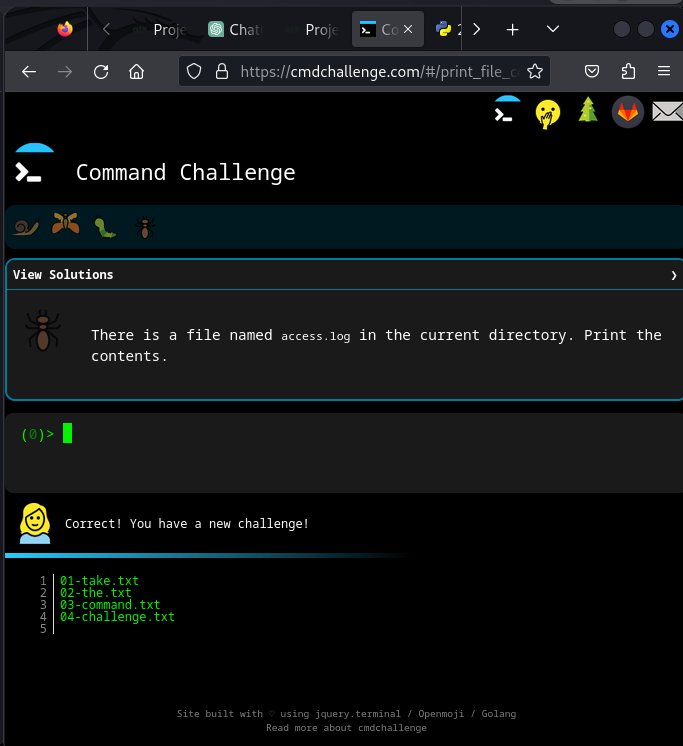 Proje
Chat
Proje
Co
2
https://cmdchallenge.com/#/print_file_c
Command Challenge
View Solutions
There is a file named access.log in the current directory. Print the
contents.
(0)>
Correct! You have a new challenge!
1 01-take.txt
2 02-the.txt
3 03-command.txt
4 04-challenge.txt
5
Site built with ♡ using jquery.terminal / Openmoji / Golang
Read more about cmdchallenge